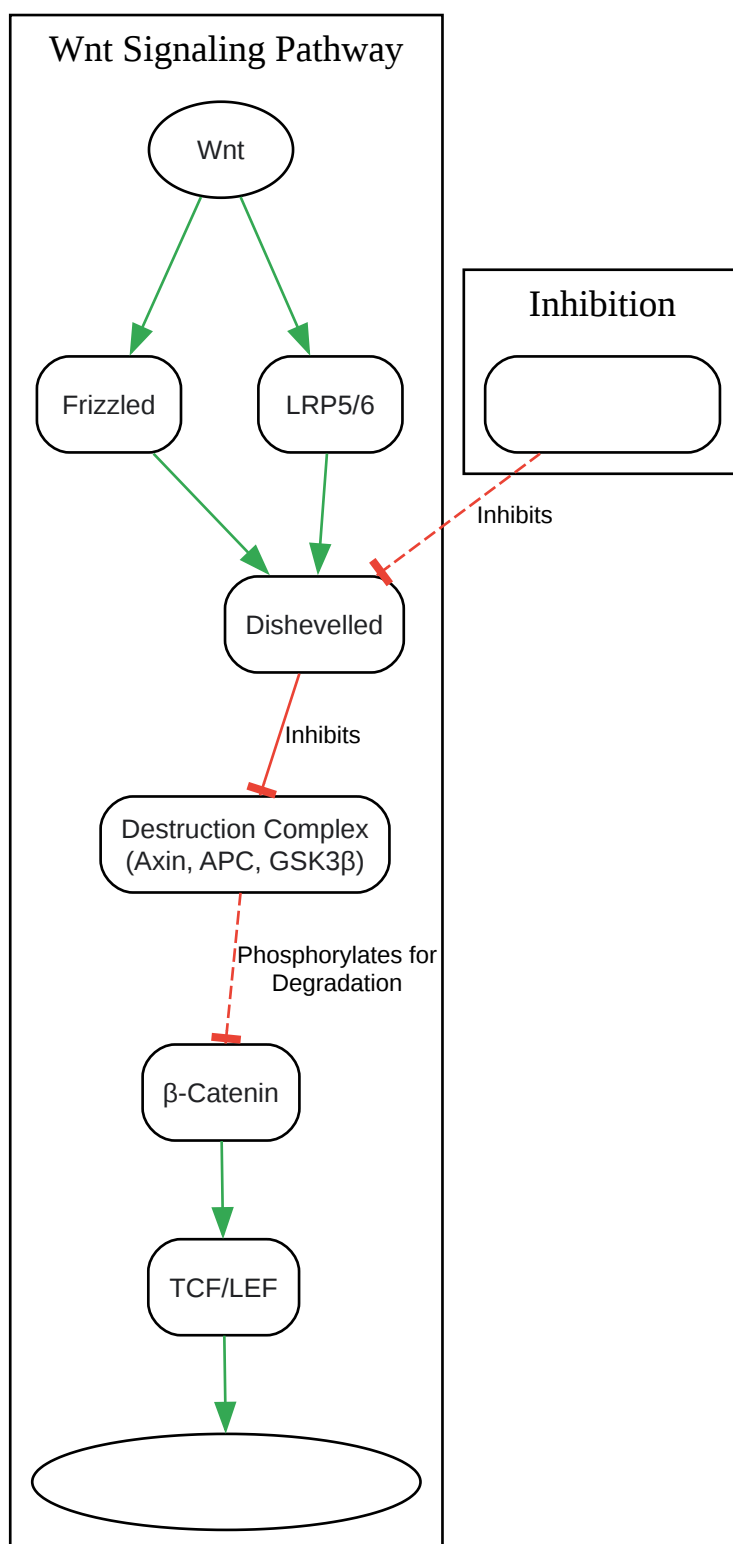 Wnt Signaling Pathway
Wnt
Inhibition
Frizzled
LRP5/6
Inhibits
Dishevelled
Inhibits
Destruction Complex
(Axin, APC, GSK3β)
Phosphorylates for
Degradation
β-Catenin
TCF/LEF